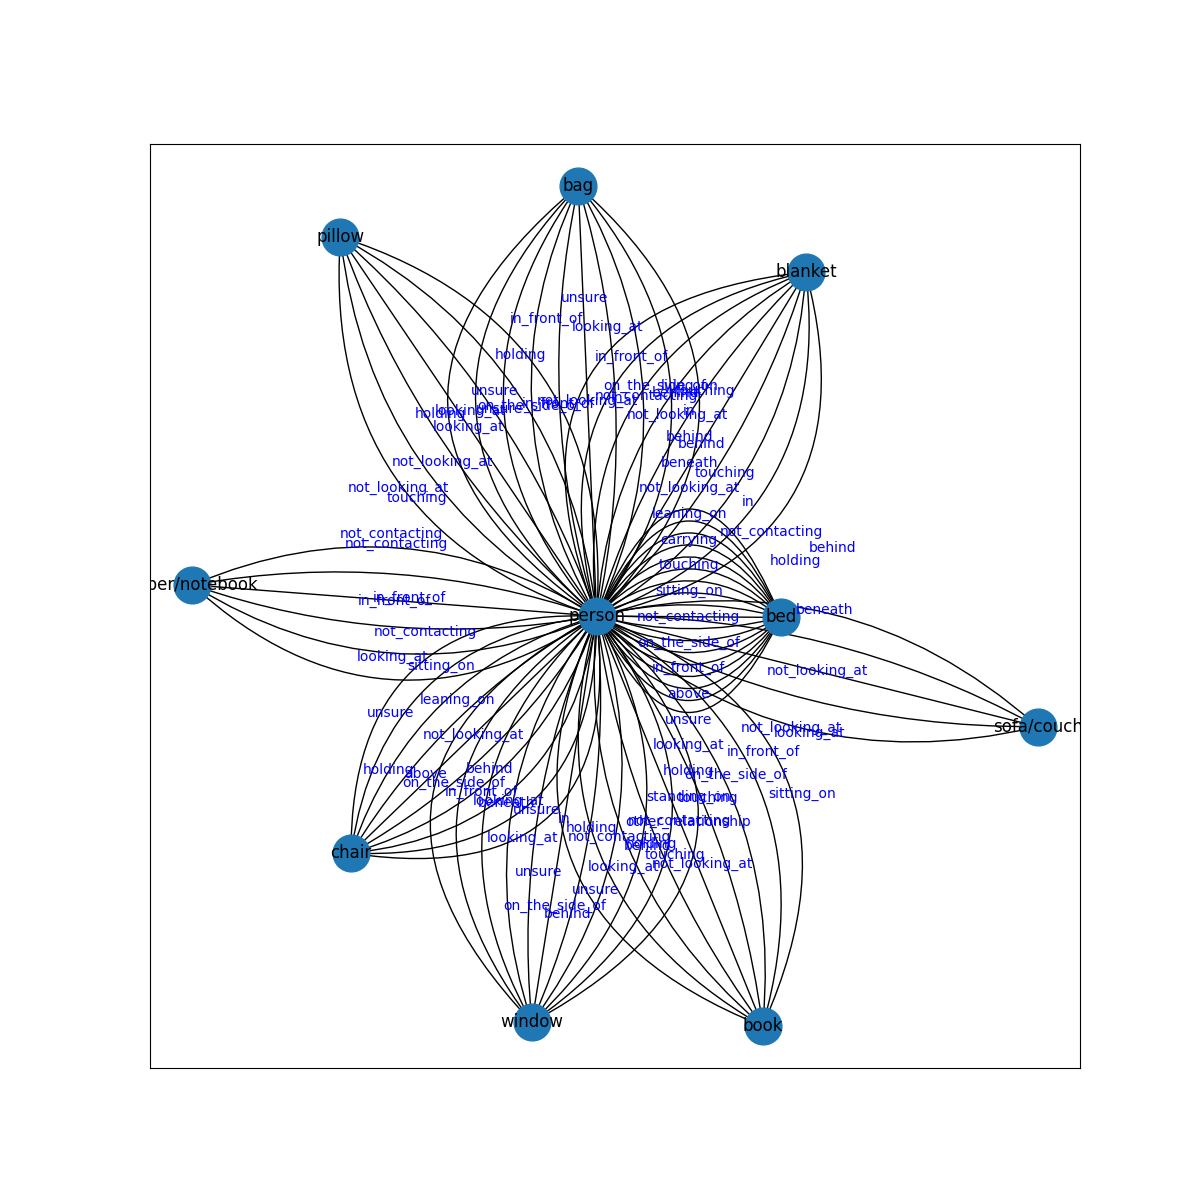 bag
pillow
blanket
unsure
in_front_of
looking_at
holding
in_front_of
unsure
on_the_side_of
not_contacting
not_looking_at
holding
looking_at
not_looking_at
in
looking_at
behind
behind
not_looking_at
beneath
touching
not_looking_at
not_looking_at
touching
in
leaning_on
not_contacting
not_contacting
carrying
not_contacting
behind
touching
holding
per/notebook
sitting_on
in_front_of
in_front_of
beneath
person
not_contacting
bed
not_contacting
on_the_side_of
looking_at
sitting_on
in_front_of
not_looking_at
leaning_on
above
unsure
unsure
not_looking_at
looking_at
sofa/couch
not_looking_at
looking_at
in_front_of
holding
above
behind
holding
on_the_side_of
on_the_side_of
in_front_of
standing_on
touching
sitting_on
looking_at
beneath
unsure
in
holding
not_contacting
other_relationship
looking_at
not_contacting
behind
chair
touching
unsure
looking_at
not_looking_at
unsure
on_the_side_of
behind
window
book